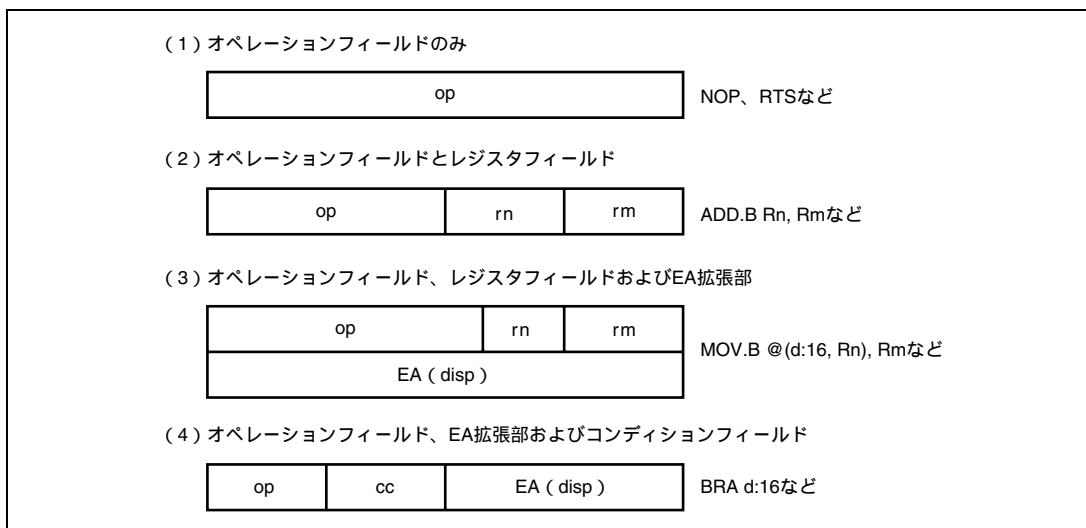 （1）オペレーションフィールドのみ
op
NOP、RTSなど
（2）オペレーションフィールドとレジスタフィールド
op rn rm
ADD.B Rn, Rmなど
（3）オペレーションフィールド、レジスタフィールドおよびEA拡張部
op rn rm
EA（disp）
MOV.B @(d:16, Rn), Rmなど
（4）オペレーションフィールド、EA拡張部およびコンディションフィールド
op cc EA（disp）
BRA d:16など